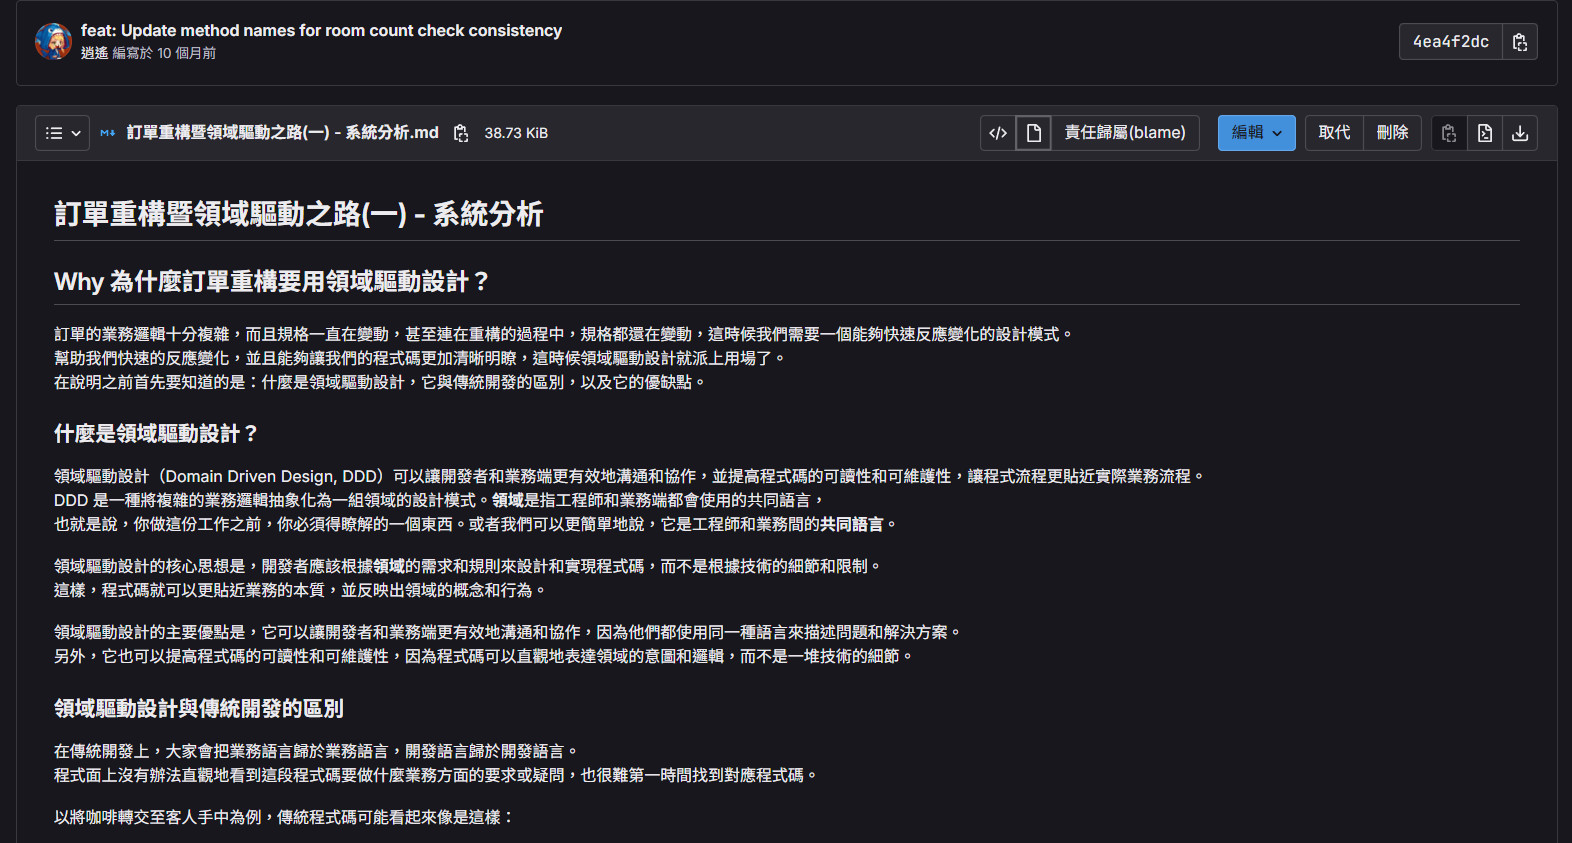 feat: Update method names for room count check consistency
逍遙 編寫於 10 個月前
4ea4f2dc
訂單重構暨領域驅動之路(一) - 系統分析.md
38.73 KiB
責任歸屬(blame)
編輯
取代
刪除
訂單重構暨領域驅動之路(一) - 系統分析
Why 為什麼訂單重構要用領域驅動設計？
訂單的業務邏輯十分複雜，而且規格一直在變動，甚至連在重構的過程中，規格都還在變動，這時候我們需要一個能夠快速反應變化的設計模式。
幫助我們快速的反應變化，並且能夠讓我們的程式碼更加清晰明瞭，這時候領域驅動設計就派上用場了。
在說明之前首先要知道的是：什麼是領域驅動設計，它與傳統開發的區別，以及它的優缺點。
什麼是領域驅動設計？
領域驅動設計（Domain Driven Design, DDD）可以讓開發者和業務端更有效地溝通和協作，並提高程式碼的可讀性和可維護性，讓程式流程更貼近實際業務流程。
DDD 是一種將複雜的業務邏輯抽象化為一組領域的設計模式。領域是指工程師和業務端都會使用的共同語言，
也就是說，你做這份工作之前，你必須得瞭解的一個東西。或者我們可以更簡單地說，它是工程師和業務間的共同語言。
領域驅動設計的核心思想是，開發者應該根據領域的需求和規則來設計和實現程式碼，而不是根據技術的細節和限制。
這樣，程式碼就可以更貼近業務的本質，並反映出領域的概念和行為。
領域驅動設計的主要優點是，它可以讓開發者和業務端更有效地溝通和協作，因為他們都使用同一種語言來描述問題和解決方案。
另外，它也可以提高程式碼的可讀性和可維護性，因為程式碼可以直觀地表達領域的意圖和邏輯，而不是一堆技術的細節。
領域驅動設計與傳統開發的區別
在傳統開發上，大家會把業務語言歸於業務語言，開發語言歸於開發語言。
程式面上沒有辦法直觀地看到這段程式碼要做什麼業務方面的要求或疑問，也很難第一時間找到對應程式碼。
以將咖啡轉交至客人手中為例，傳統程式碼可能看起來像是這樣：